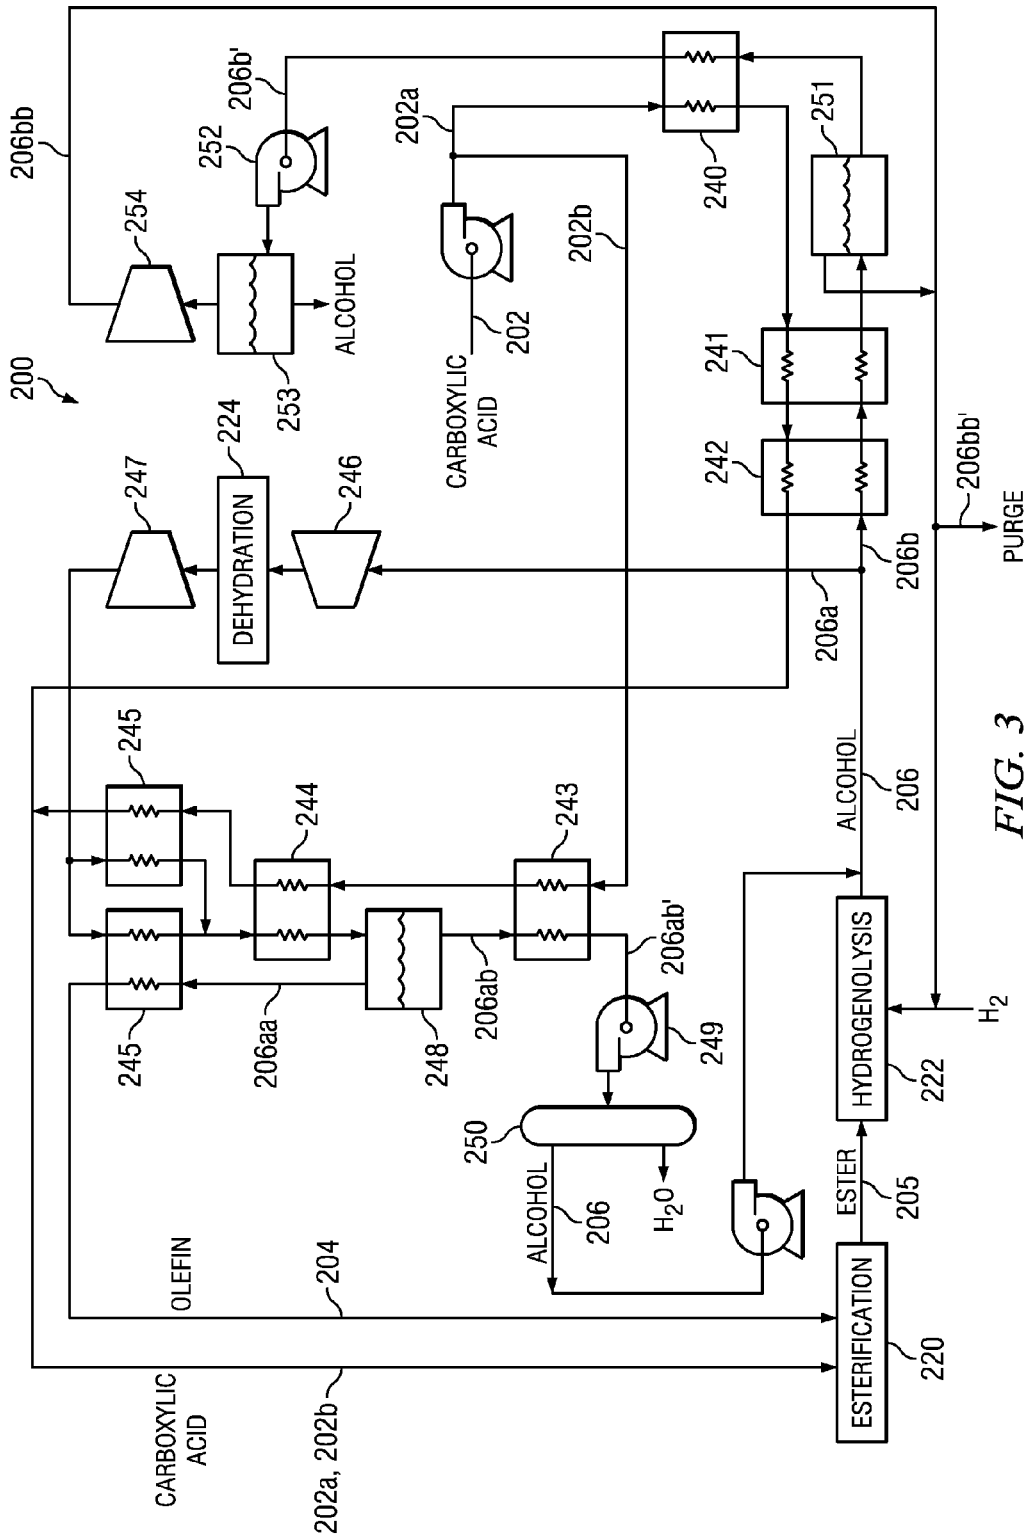 200
206bb
254
252
206b'
253
ALCOHOL
CARBOXYLIC
ACID
202
202a
202b
240
251
241
242
206b
206bb'
PURGE
247
224
DEHYDRATION
246
206a
245
244
243
245
206aa
248
206ab
206ab'
249
250
ALCOHOL
206
H2O
ALCOHOL
206
HYDROGENOLYSIS
222
H2
ESTER
205
ESTERIFICATION
220
OLEFIN
204
CARBOXYLIC
ACID
202a, 202b
FIG. 3